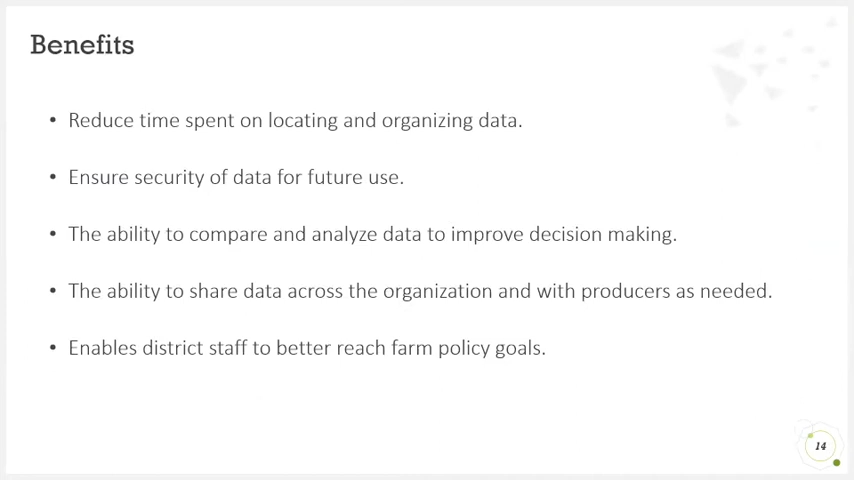 Benefits
• Reduce time spent on locating and organizing data.
• Ensure security of data for future use.
• The ability to compare and analyze data to improve decision making.
• The ability to share data across the organization and with producers as needed.
• Enables district staff to better reach farm policy goals.
14